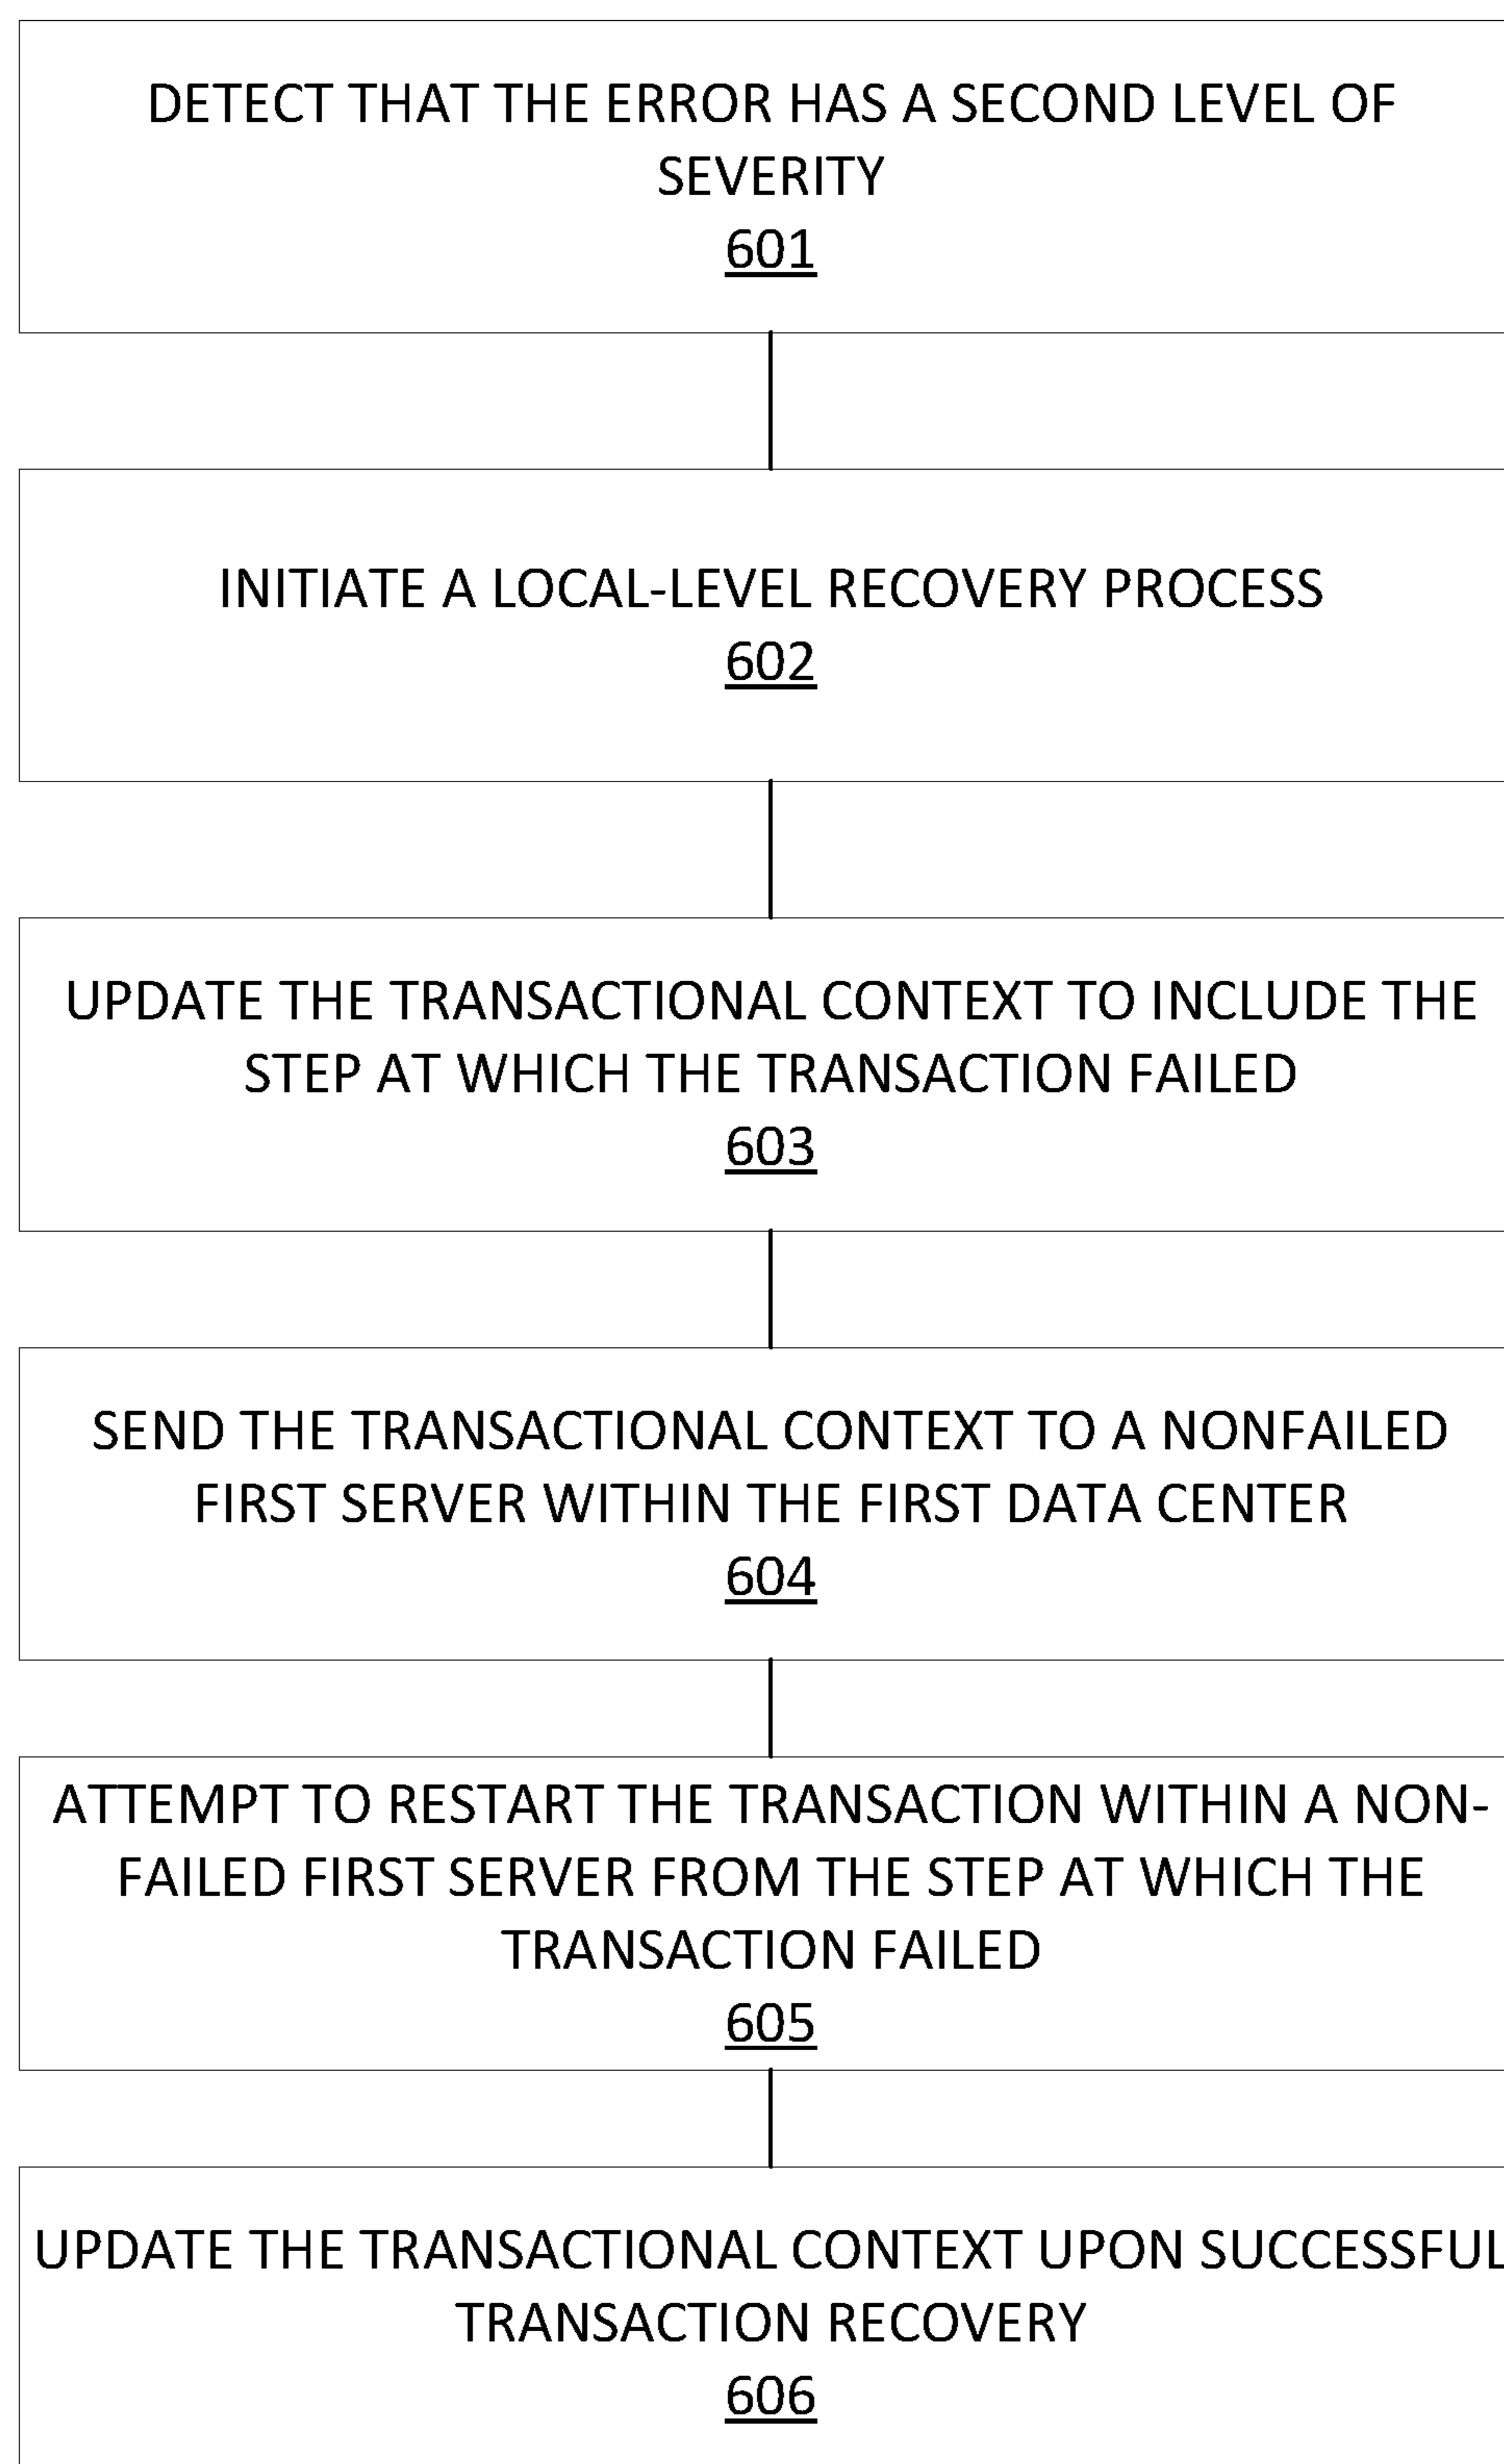 DETECT THAT THE ERROR HAS A SECOND LEVEL OF
SEVERITY
601
INITIATE A LOCAL-LEVEL RECOVERY PROCESS
602
UPDATE THE TRANSACTIONAL CONTEXT TO INCLUDE THE
STEP AT WHICH THE TRANSACTION FAILED
603
SEND THE TRANSACTIONAL CONTEXT TO A NONFAILED
FIRST SERVER WITHIN THE FIRST DATA CENTER
604
ATTEMPT TO RESTART THE TRANSACTION WITHIN A NON-
FAILED FIRST SERVER FROM THE STEP AT WHICH THE
TRANSACTION FAILED
605
UPDATE THE TRANSACTIONAL CONTEXT UPON SUCCESSFUL
TRANSACTION RECOVERY
606